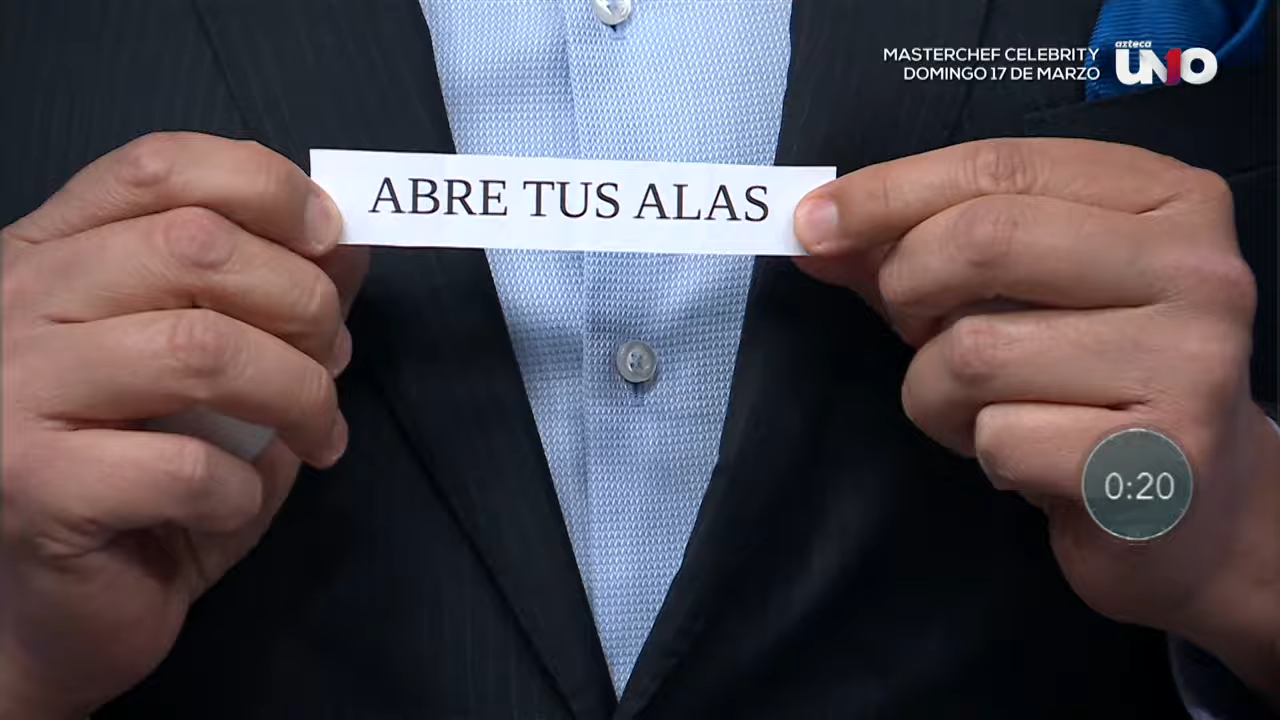 MASTERCHEF CELEBRITY
DOMINGO 17 DE MARZO
azteca
UNO
ABRE TUS ALAS
0:20